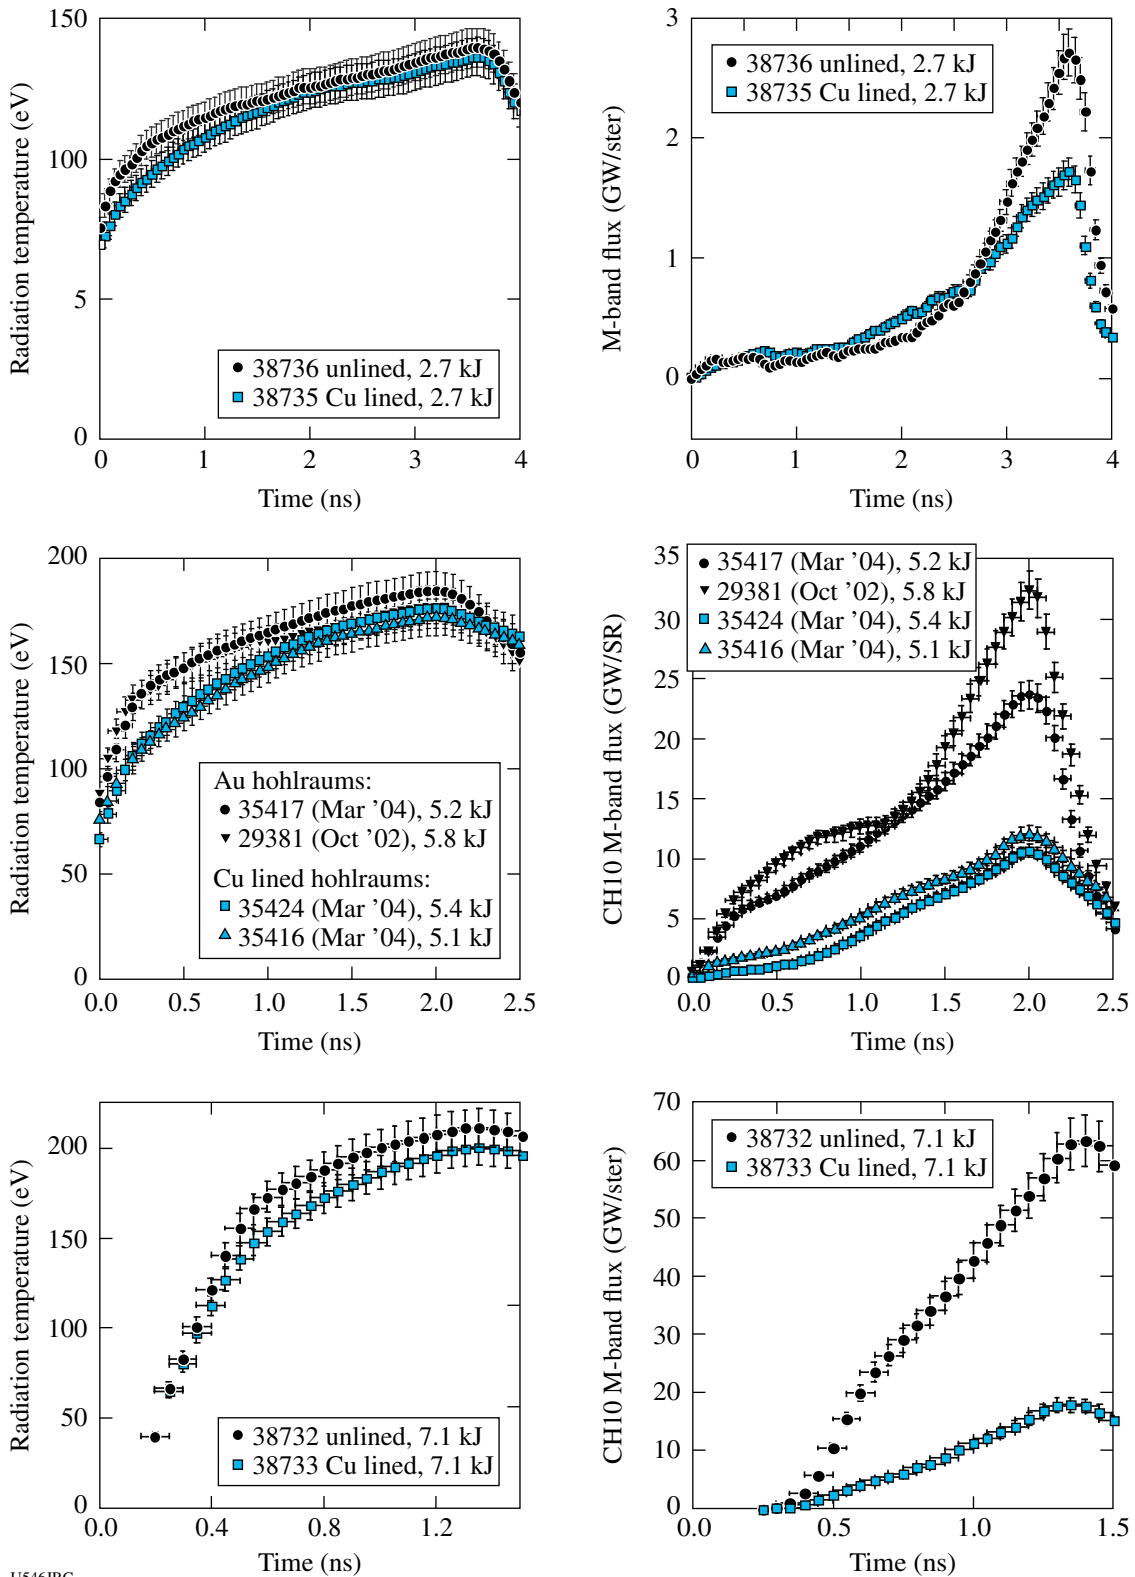 150
100
5
0
Radiation temperature (eV)
38736 unlined, 2.7 kJ
38735 Cu lined, 2.7 kJ
0 1 2 3 4
Time (ns)
3
2
1
0
M-band flux (GW/ster)
38736 unlined, 2.7 kJ
38735 Cu lined, 2.7 kJ
0 1 2 3 4
Time (ns)
200
150
100
50
0
Radiation temperature (eV)
Au hohlraums:
35417 (Mar ’04), 5.2 kJ
29381 (Oct ’02), 5.8 kJ
Cu lined hohlraums:
35424 (Mar ’04), 5.4 kJ
35416 (Mar ’04), 5.1 kJ
0.0 0.5 1.0 1.5 2.0 2.5
Time (ns)
35
30
25
20
15
10
5
0
CH10 M-band flux (GW/SR)
35417 (Mar ’04), 5.2 kJ
29381 (Oct ’02), 5.8 kJ
35424 (Mar ’04), 5.4 kJ
35416 (Mar ’04), 5.1 kJ
0.0 0.5 1.0 1.5 2.0 2.5
Time (ns)
200
150
100
50
0
Radiation temperature (eV)
38732 unlined, 7.1 kJ
38733 Cu lined, 7.1 kJ
0.0 0.4 0.8 1.2
Time (ns)
70
60
50
40
30
20
10
0
CH10 M-band flux (GW/ster)
38732 unlined, 7.1 kJ
38733 Cu lined, 7.1 kJ
0.0 0.5 1.0 1.5
Time (ns)